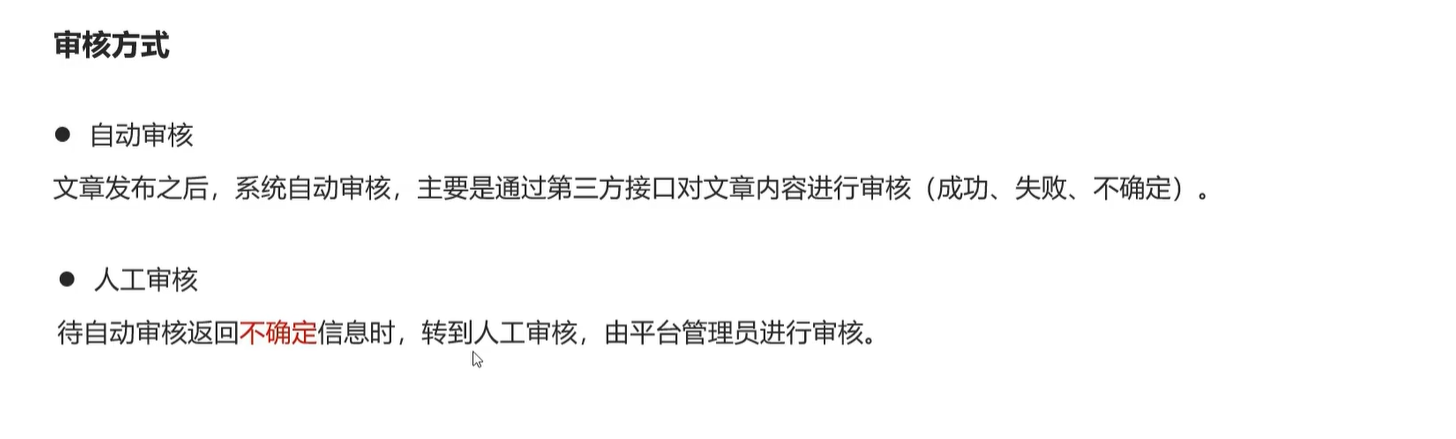 审核方式
● 自动审核
文章发布之后，系统自动审核，主要是通过第三方接口对文章内容进行审核（成功、失败、不确定）。
● 人工审核
待自动审核返回不确定信息时，转到人工审核，由平台管理员进行审核。